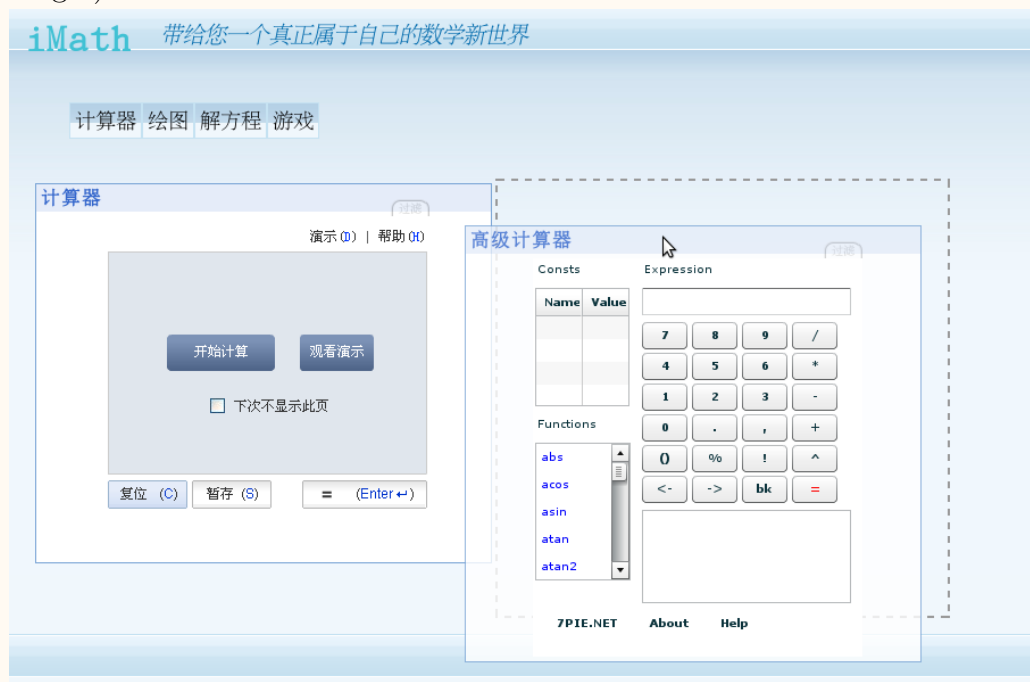 iMath 带给您一个真正属于自己的数学新世界
计算器 绘图 解方程 游戏
计算器
过滤
演示(D) | 帮助(H)
开始计算 观看演示
下次不显示此页
复位 (C) 暂存 (S) = (Enter↵)
高级计算器
过滤
Consts Expression
Name Value
7 8 9 /
4 5 6 *
1 2 3 -
0 . , +
() % ! ^
<- -> bk =
Functions
abs
acos
asin
atan
atan2
7PIE.NET About Help